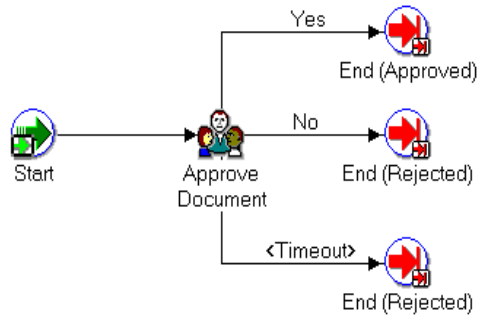 Yes
End (Approved)
No
Start
Approve
Document
End (Rejected)
<Timeout>
End (Rejected)